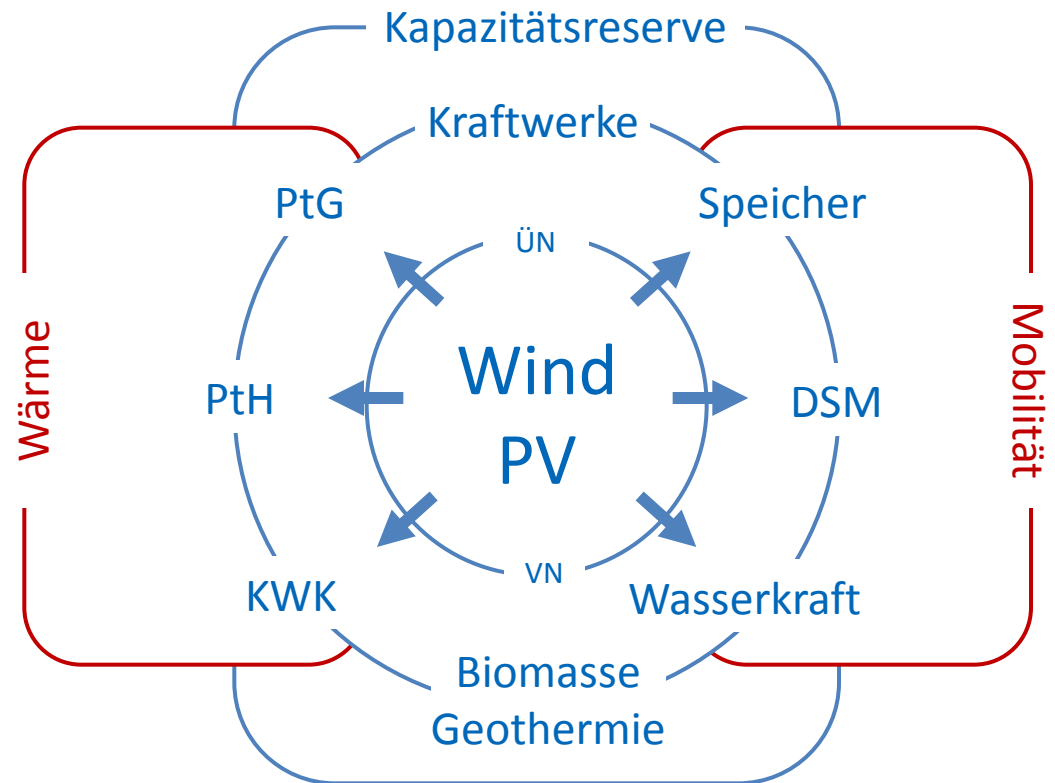 Kapazitätsreserve
Kraftwerke
PtG
Speicher
ÜN
Wärme
Mobilität
Wind
PV
PtH
DSM
VN
KWK
Wasserkraft
Biomasse
Geothermie